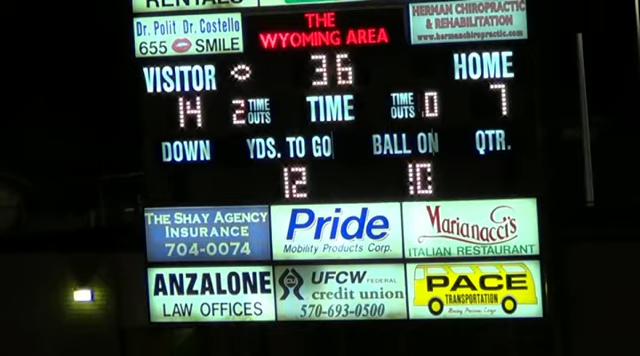 RENTALS
Dr. Polit Dr. Costello
655 SMILE
THE
WYOMING AREA
HERMAN CHIROPRACTIC
& REHABILITATION
www.hermanchiropractic.com
VISITOR
36
HOME
14
2
TIME
OUTS
TIME
TIME
OUTS
0
7
DOWN
YDS. TO GO
BALL ON
QTR.
12
10
THE SHAY AGENCY
INSURANCE
704-0074
Pride
Mobility Products Corp.
Marianacci's
ITALIAN RESTAURANT
ANZALONE
LAW OFFICES
UFCW FEDERAL
credit union
570-693-0500
PACE
TRANSPORTATION